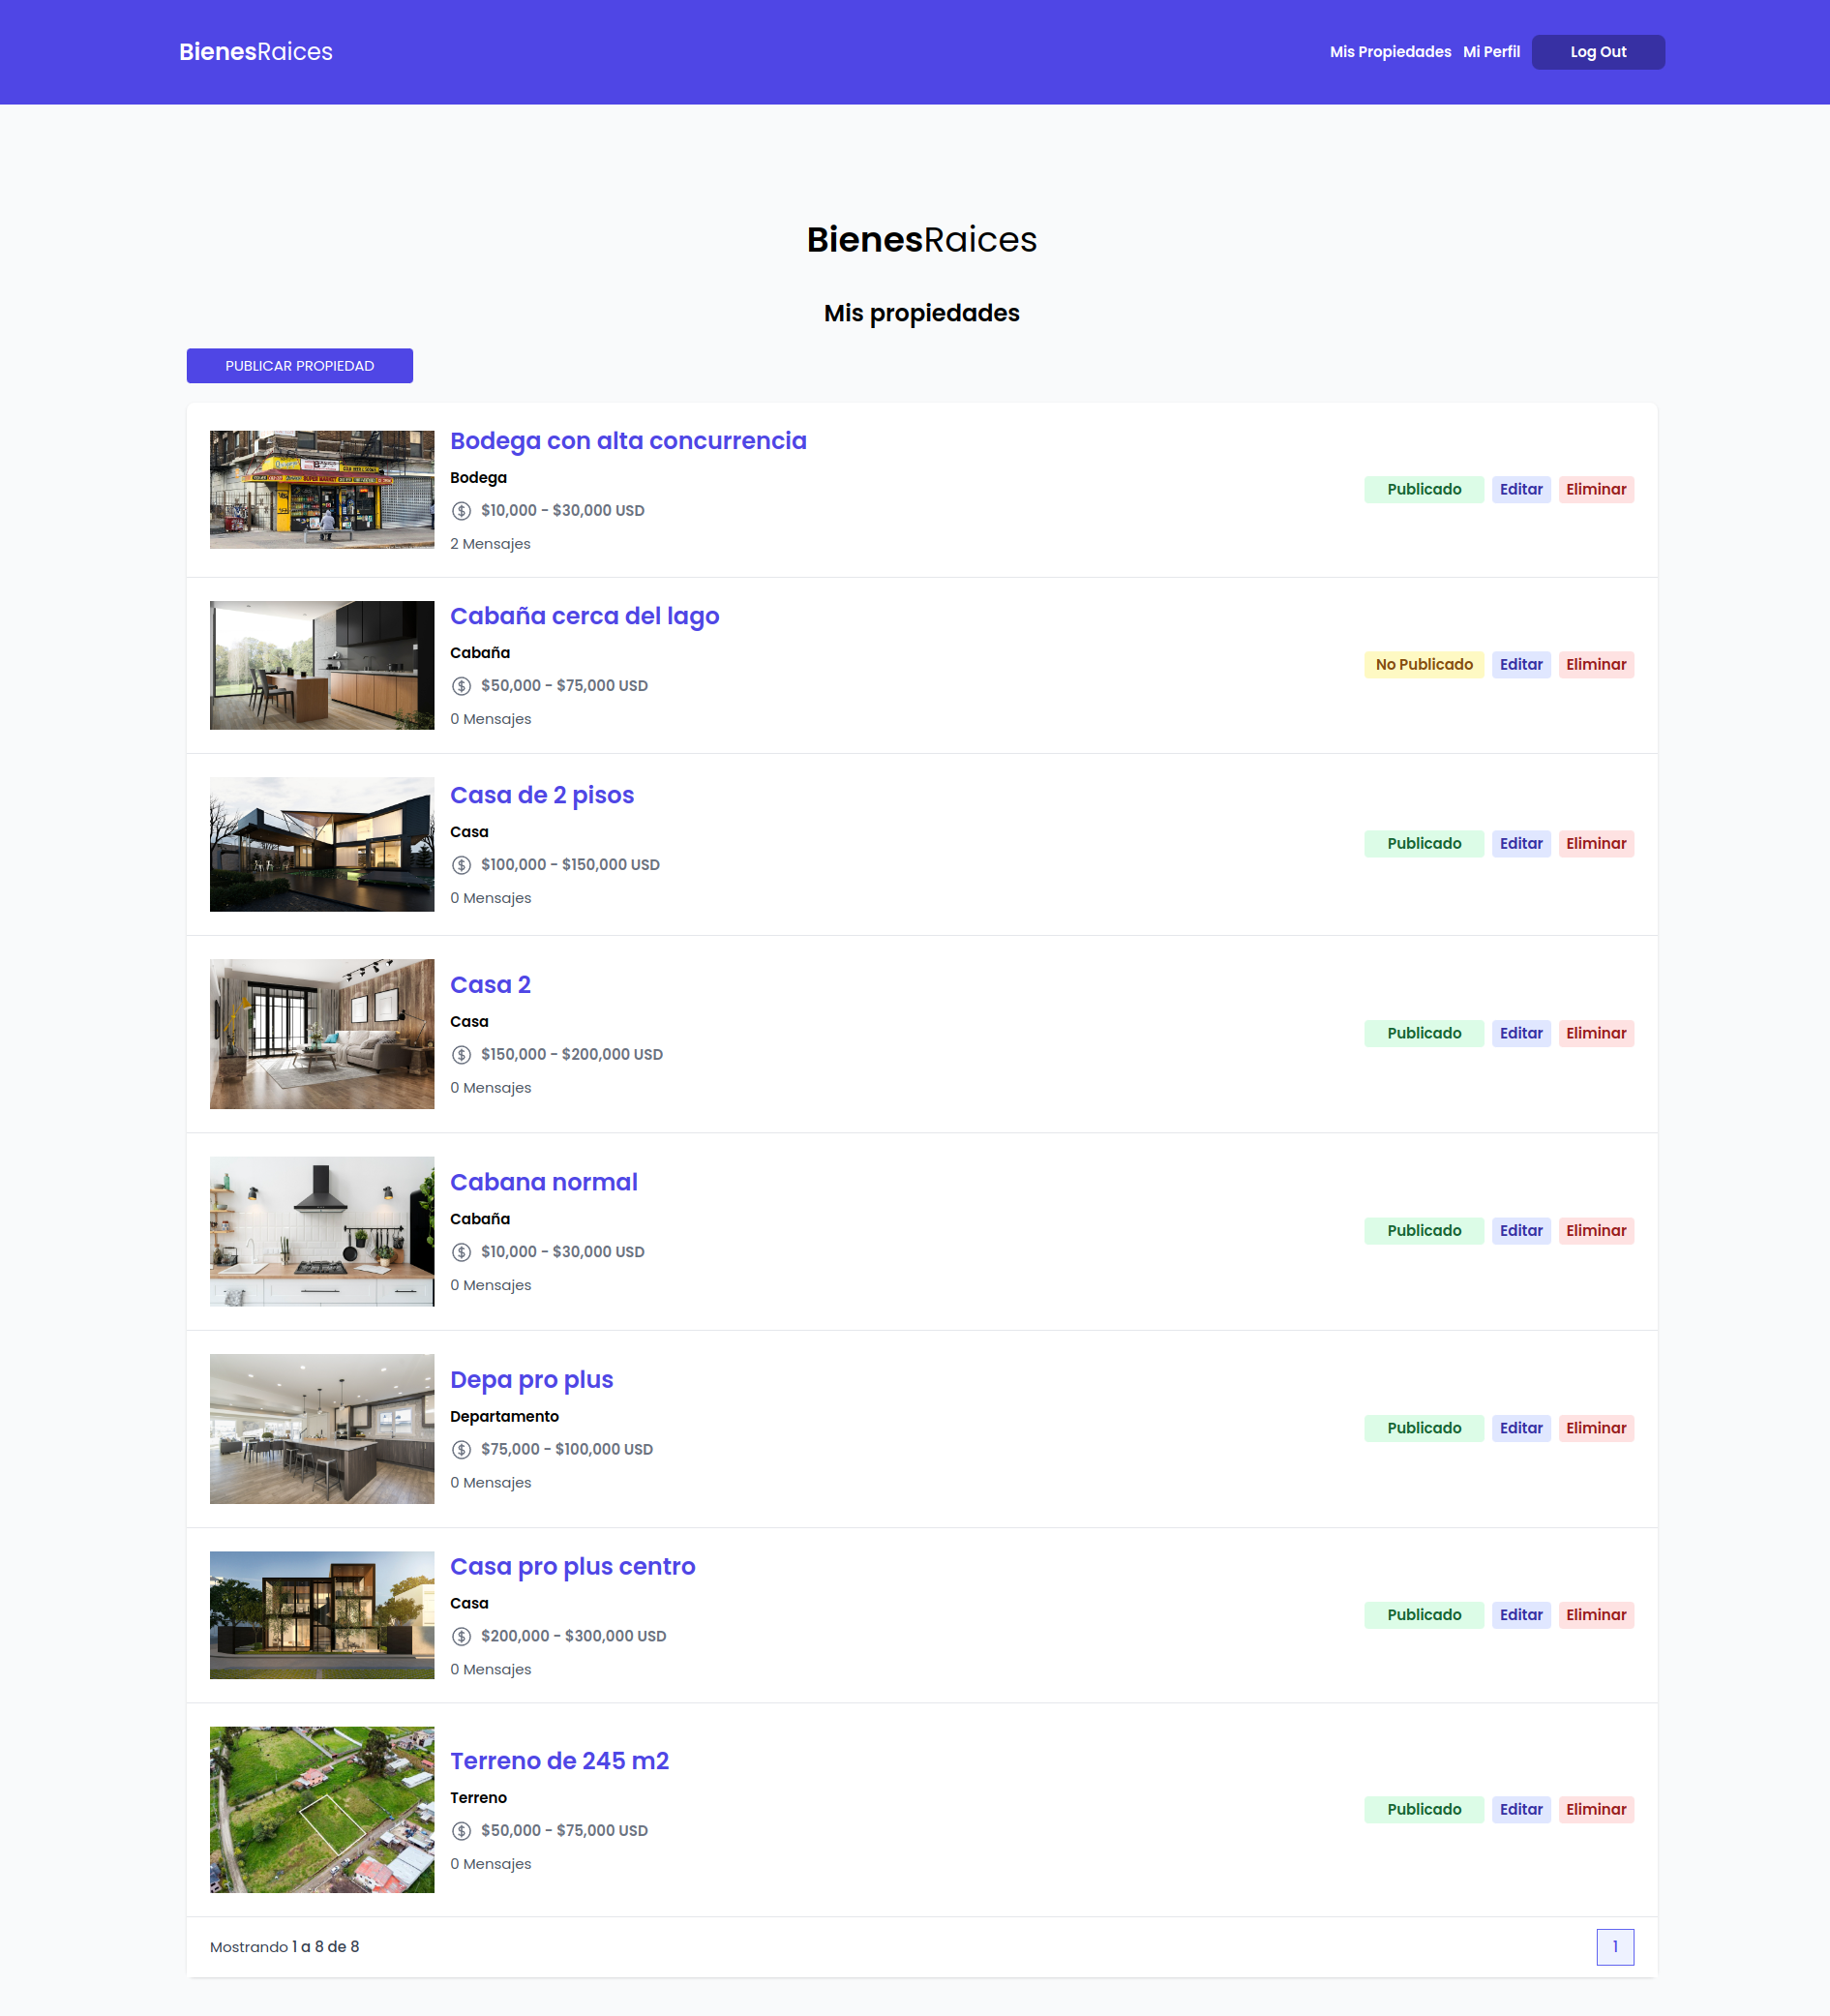 BienesRaices
Mis Propiedades Mi Perfil Log Out
BienesRaices
Mis propiedades
PUBLICAR PROPIEDAD
Bodega con alta concurrencia
Bodega
$10,000 - $30,000 USD
2 Mensajes
Publicado Editar Eliminar
Cabaña cerca del lago
Cabaña
$50,000 - $75,000 USD
0 Mensajes
No Publicado Editar Eliminar
Casa de 2 pisos
Casa
$100,000 - $150,000 USD
0 Mensajes
Publicado Editar Eliminar
Casa 2
Casa
$150,000 - $200,000 USD
0 Mensajes
Publicado Editar Eliminar
Cabana normal
Cabaña
$10,000 - $30,000 USD
0 Mensajes
Publicado Editar Eliminar
Depa pro plus
Departamento
$75,000 - $100,000 USD
0 Mensajes
Publicado Editar Eliminar
Casa pro plus centro
Casa
$200,000 - $300,000 USD
0 Mensajes
Publicado Editar Eliminar
Terreno de 245 m2
Terreno
$50,000 - $75,000 USD
0 Mensajes
Publicado Editar Eliminar
Mostrando 1 a 8 de 8
1